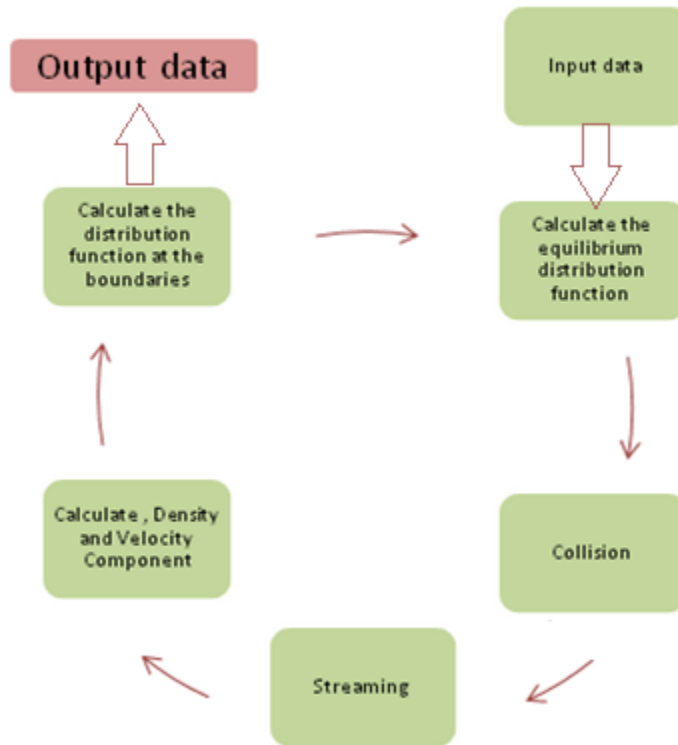 Output data
Input data
Calculate the
distribution
function at the
boundaries
Calculate the
equilibrium
distribution
function
Calculate , Density
and Velocity
Component
Collision
Streaming